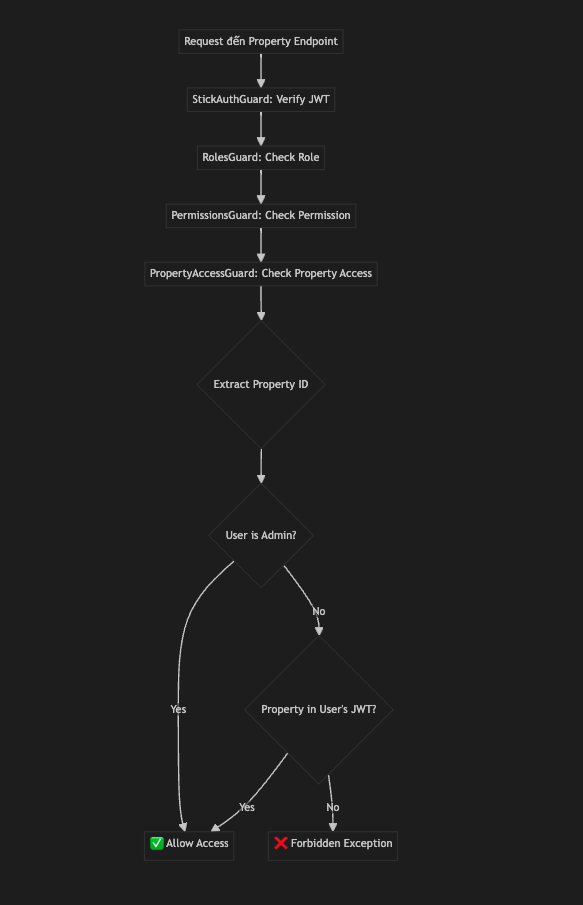 Request đến Property Endpoint
StickAuthGuard: Verify JWT
RolesGuard: Check Role
PermissionsGuard: Check Permission
PropertyAccessGuard: Check Property Access
Extract Property ID
User is Admin?
No
Yes
Property in User's JWT?
Yes
No
✅ Allow Access
❌ Forbidden Exception